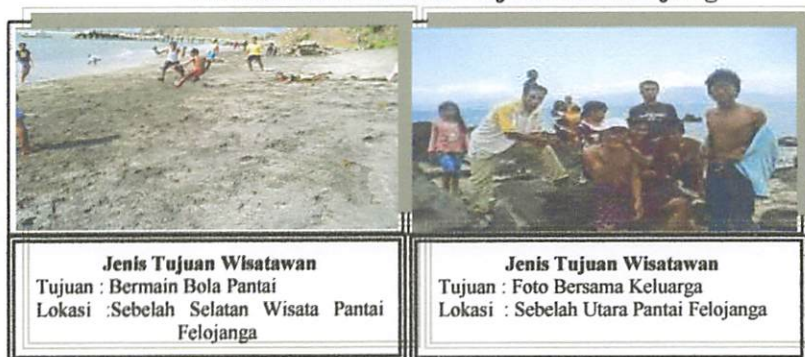 Jenis Tujuan Wisatawan
Tujuan : Bermain Bola Pantai
Lokasi :Sebelah Selatan Wisata Pantai
Felojanga
Jenis Tujuan Wisatawan
Tujuan : Foto Bersama Keluarga
Lokasi : Sebelah Utara Pantai Felojanga